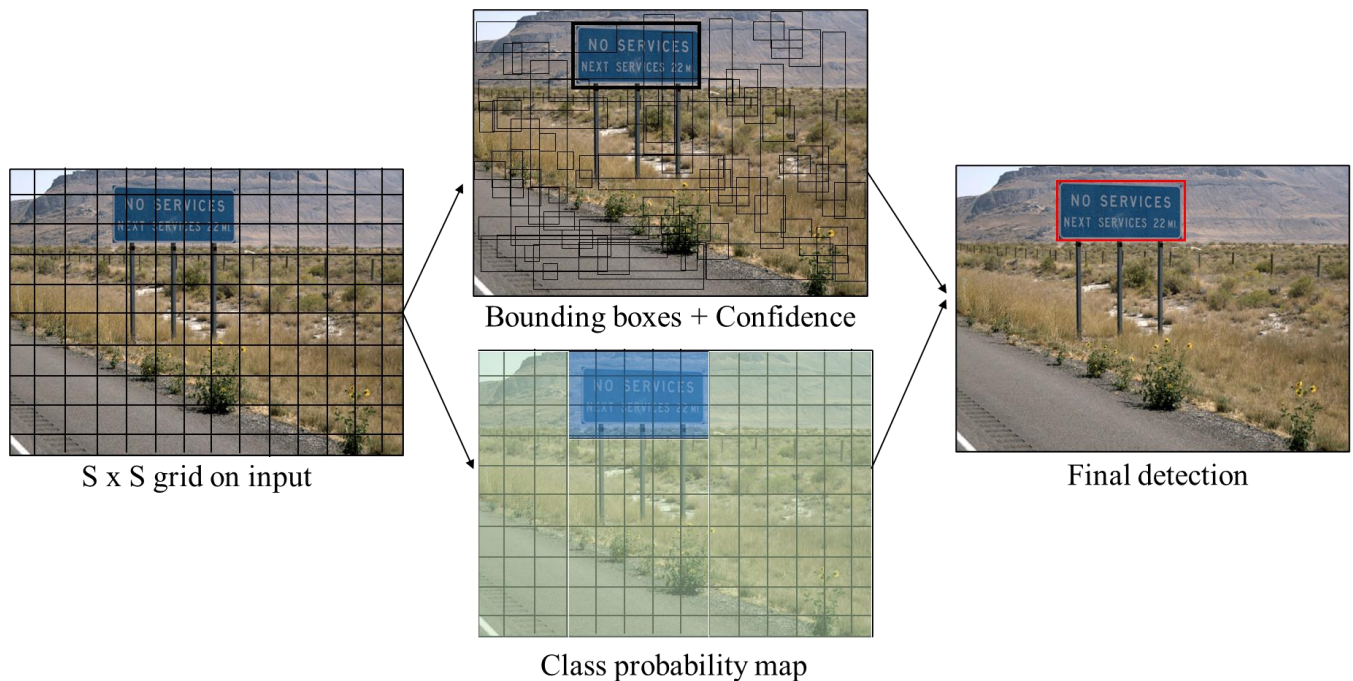 NO SERVICES
NEXT SERVICES 22 MI.
S x S grid on input
NO SERVICES
NEXT SERVICES 22 MI.
Bounding boxes + Confidence
NO SERVICES
NEXT SERVICES 22 MI.
Class probability map
NO SERVICES
NEXT SERVICES 22 MI.
Final detection